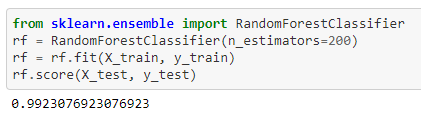 from sklearn.ensemble import RandomForestClassifier
rf = RandomForestClassifier(n_estimators=200)
rf = rf.fit(X_train, y_train)
rf.score(X_test, y_test)
0.9923076923076923